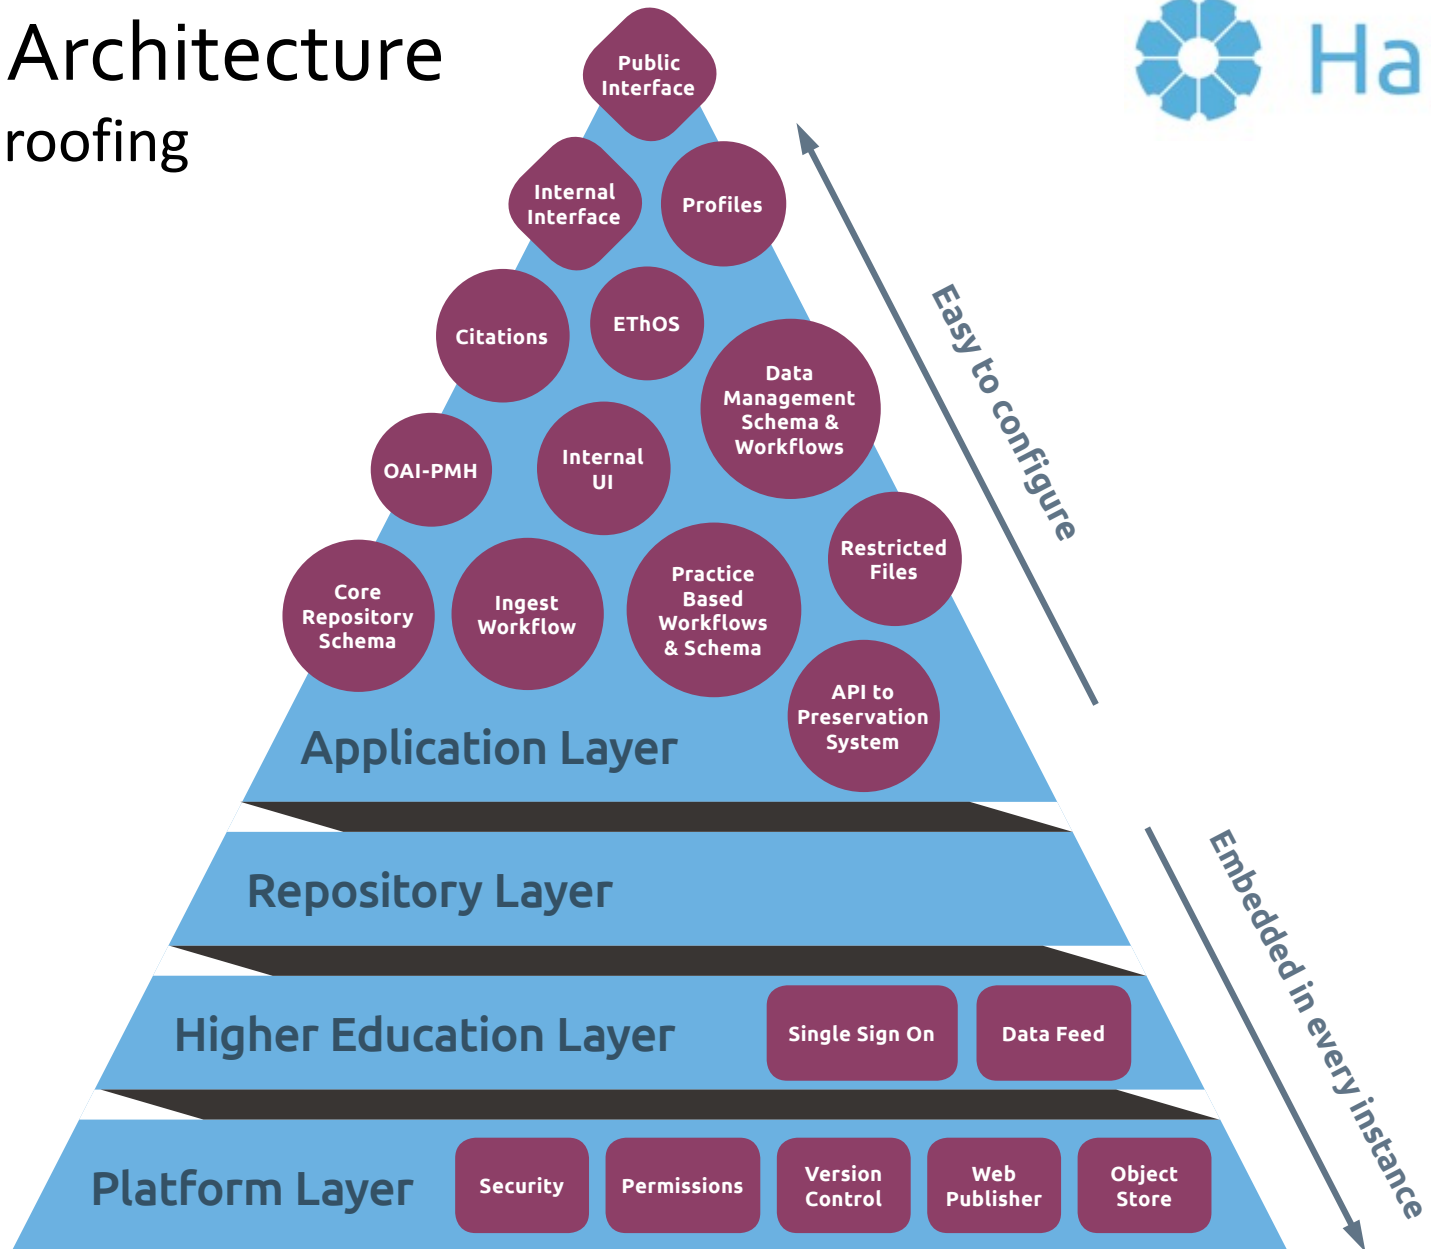 Architecture
roofing
Ha
Public
Interface
Internal
Interface
Profiles
Citations
EThOS
Data
Management
Schema &
Workflows
OAI-PMH
Internal
UI
Restricted
Files
Core
Repository
Schema
Ingest
Workflow
Practice
Based
Workflows
& Schema
API to
Preservation
System
Easy to configure
Application Layer
Repository Layer
Higher Education Layer
Single Sign On
Data Feed
Embedded in every instance
Platform Layer
Security
Permissions
Version
Control
Web
Publisher
Object
Store